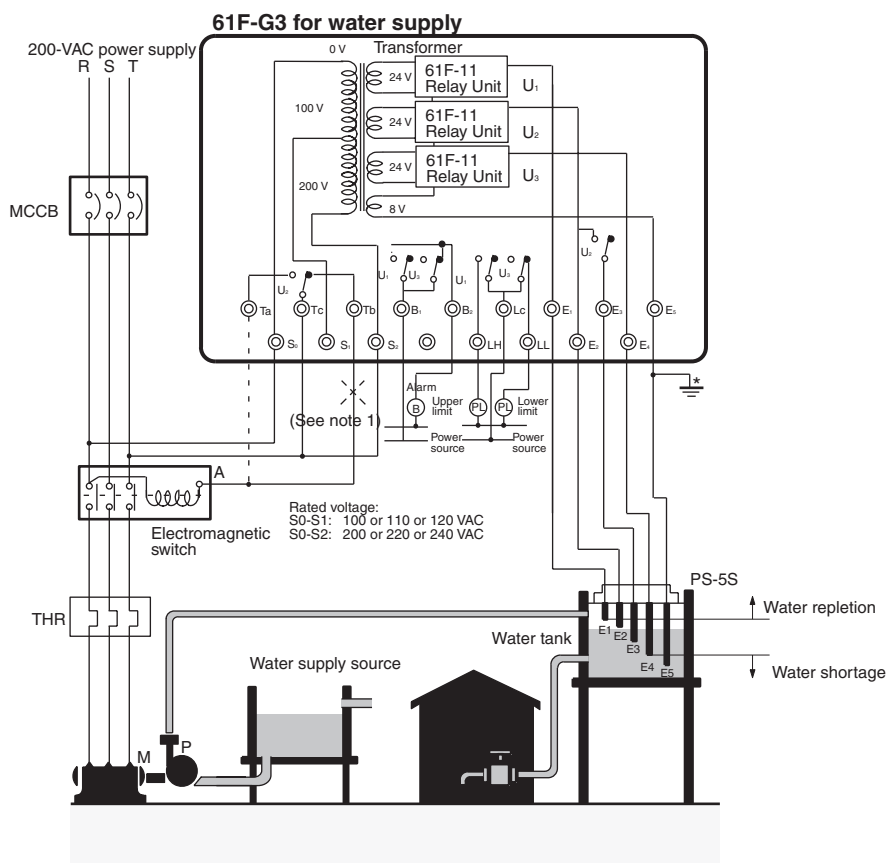 61F-G3 for water supply
200-VAC power supply
R S T
0 V
Transformer
24 V
61F-11
Relay Unit
U1
100 V
24 V
61F-11
Relay Unit
U2
24 V
61F-11
Relay Unit
U3
200 V
8 V
MCCB
U2
U1
U3
U1
U3
U2
Ta
Tc
Tb
B1
B2
Lc
E1
E3
E5
S0
S1
S2
LH
LL
E2
E4
*
(See note 1)
Alarm
B
Upper
limit
PL
PL
Lower
limit
Power
source
Power
source
A
Electromagnetic
switch
Rated voltage:
S0-S1: 100 or 110 or 120 VAC
S0-S2: 200 or 220 or 240 VAC
THR
PS-5S
Water repletion
Water tank
E1
E2
E3
E4
E5
Water shortage
Water supply source
M
P